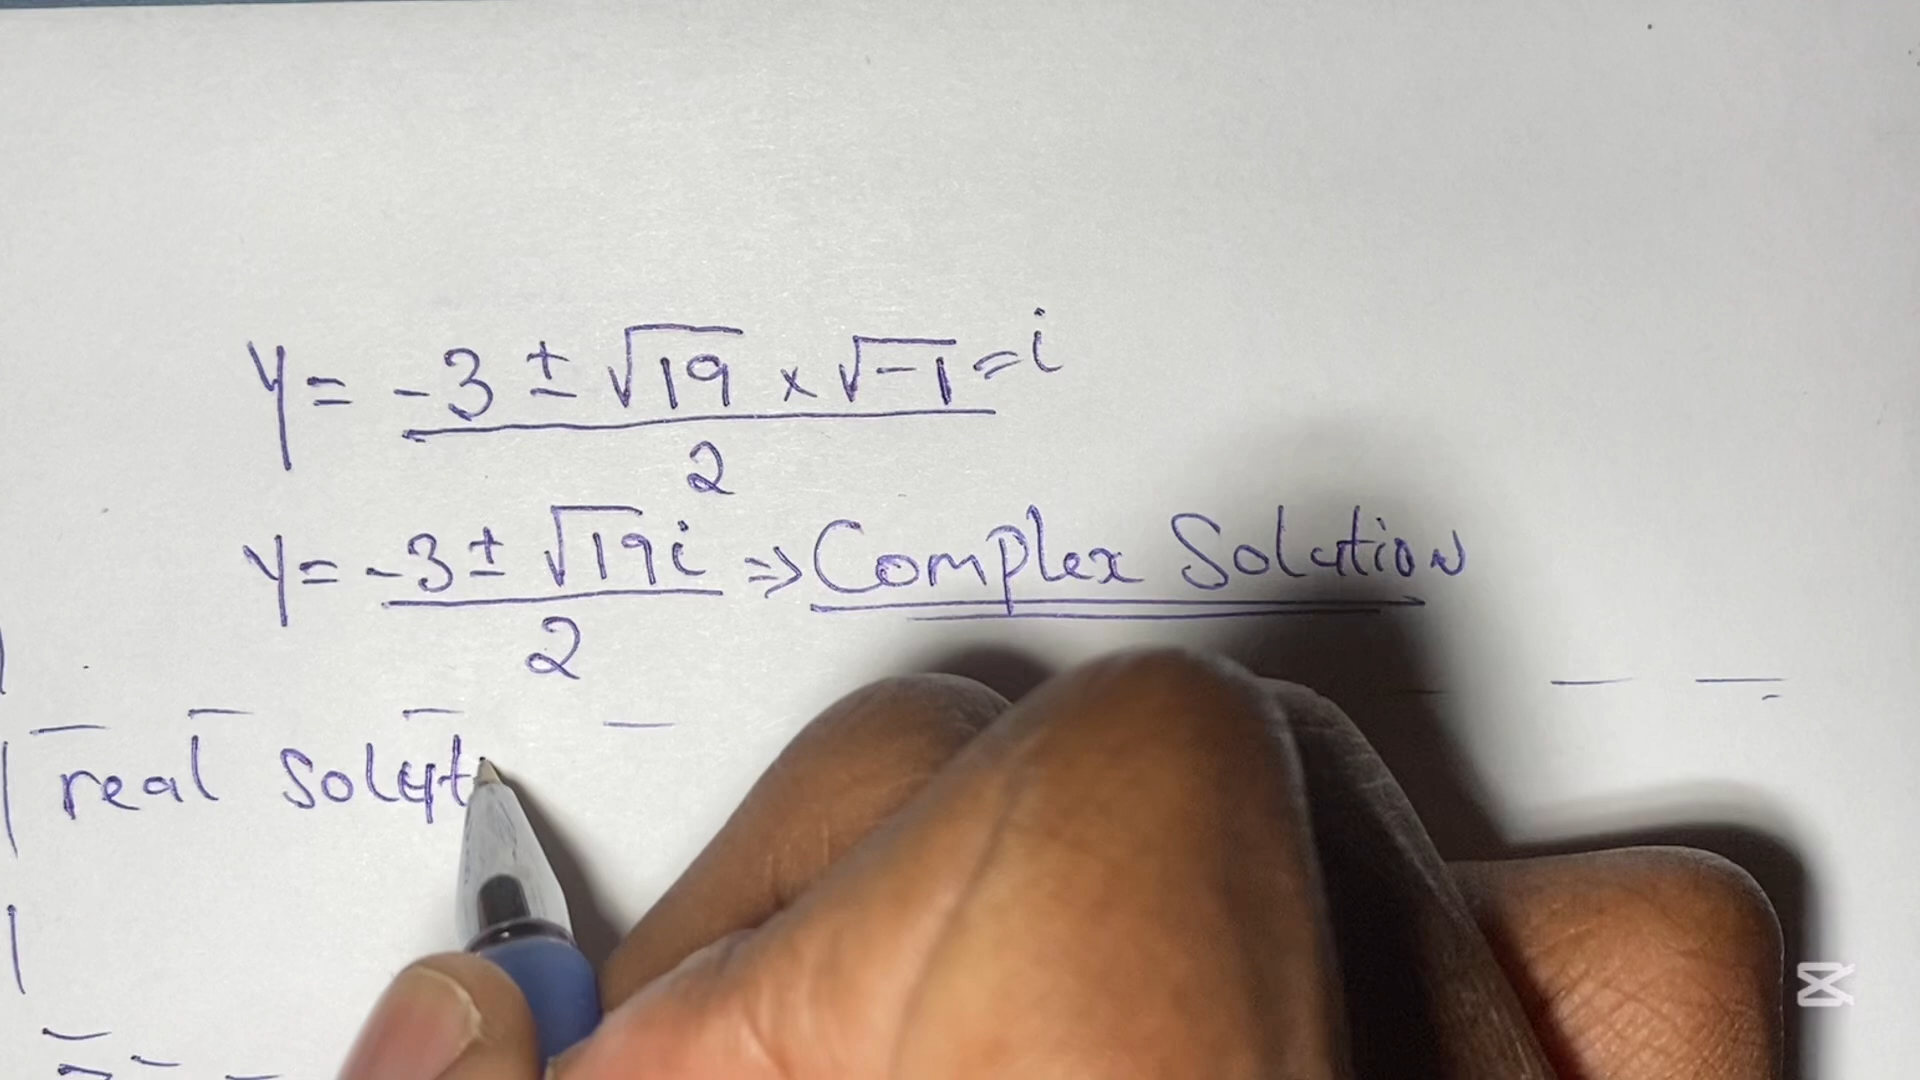 y = -3 ± √19 × √-1 = i
2
y = -3 ± √19i ⇒ Complex Solution
2
real Solut